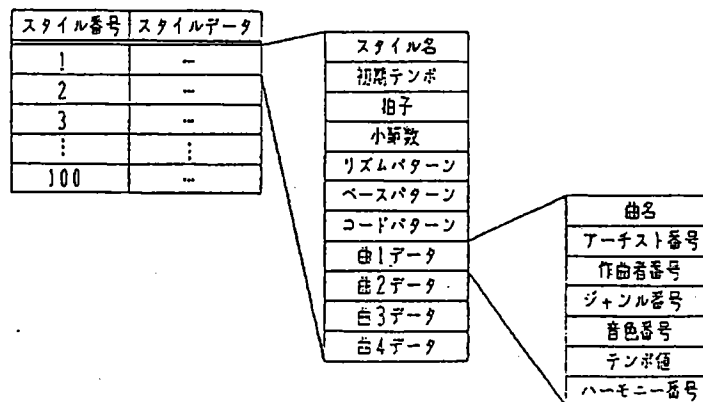 スタイル番号 スタイルデータ
1 …
2 …
3 …
⋮ ⋮
100 …
スタイル名
初期テンポ
拍子
小節数
リズムパターン
ベースパターン
コードパターン
曲1データ
曲2データ
曲3データ
曲4データ
曲名
アーチスト番号
作曲者番号
ジャンル番号
音色番号
テンポ値
ハーモニー番号